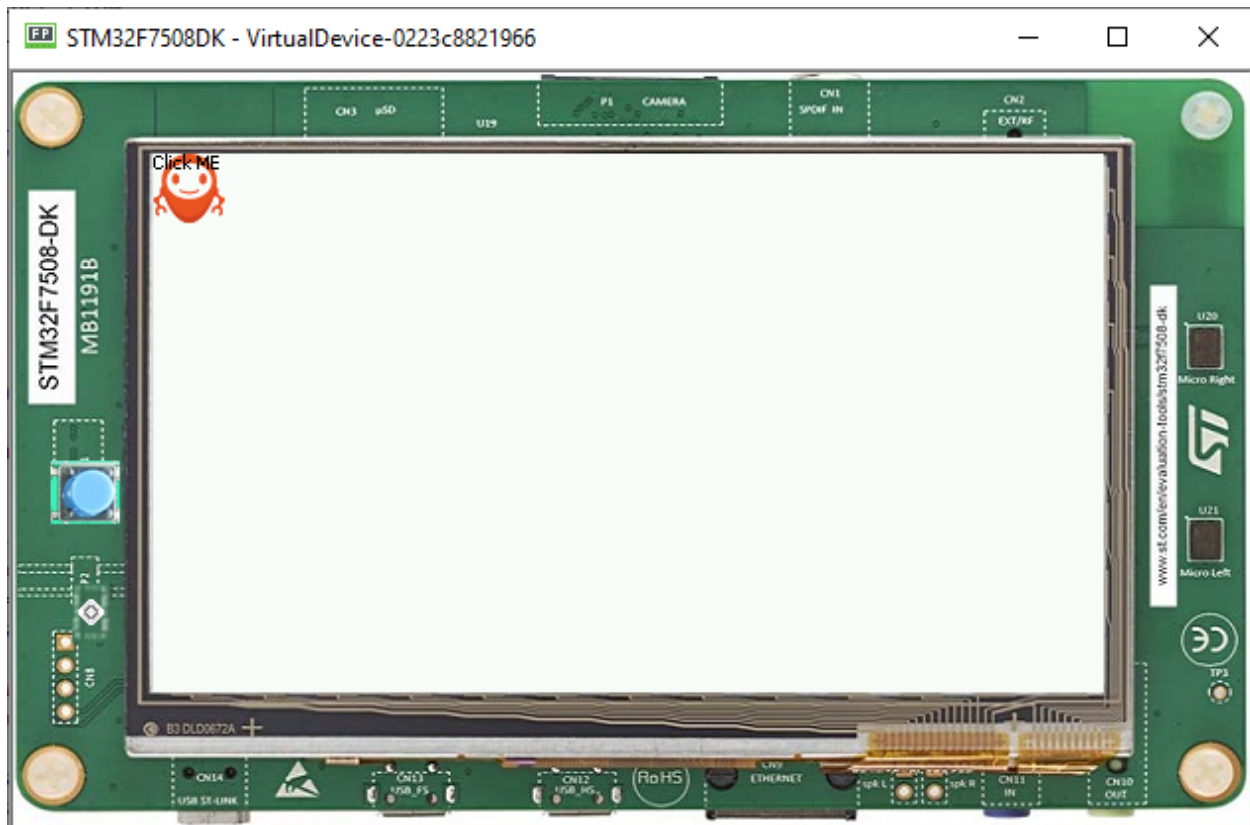 STM32F7508DK - VirtualDevice-0223c8821966
CN3 µSD
U19
P1 CAMERA
CN1
SPDIF IN
CN2
EXT/RF
Click ME
STM32F7508-DK
MB1191B
U20
Micro Right
www.st.com/en/evaluation-tools/stm32f7508-dk
U21
Micro Left
P2
CN8
TP3
B3 DLD0672A
CN14
USB ST-LINK
CN13
USB_FS
CN12
USB_HS
RoHS
CN9
ETHERNET
spk L
spk R
CN11
IN
CN10
OUT